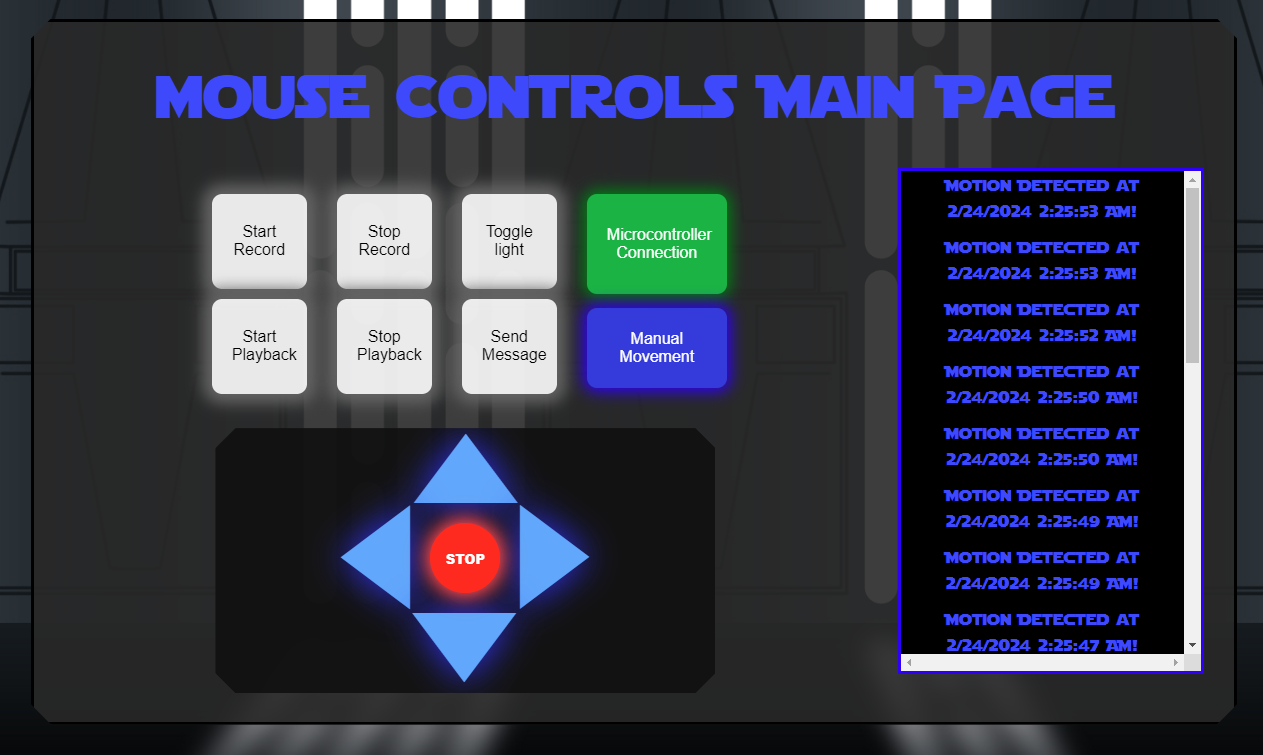 Mouse Controls Main Page
Start
Record
Stop
Record
Toggle
light
Microcontroller
Connection
Start
Playback
Stop
Playback
Send
Message
Manual
Movement
STOP
Motion Detected at
2/24/2024 2:25:53 AM!
Motion Detected at
2/24/2024 2:25:53 AM!
Motion Detected at
2/24/2024 2:25:52 AM!
Motion Detected at
2/24/2024 2:25:50 AM!
Motion Detected at
2/24/2024 2:25:50 AM!
Motion Detected at
2/24/2024 2:25:49 AM!
Motion Detected at
2/24/2024 2:25:49 AM!
Motion Detected at
2/24/2024 2:25:47 AM!